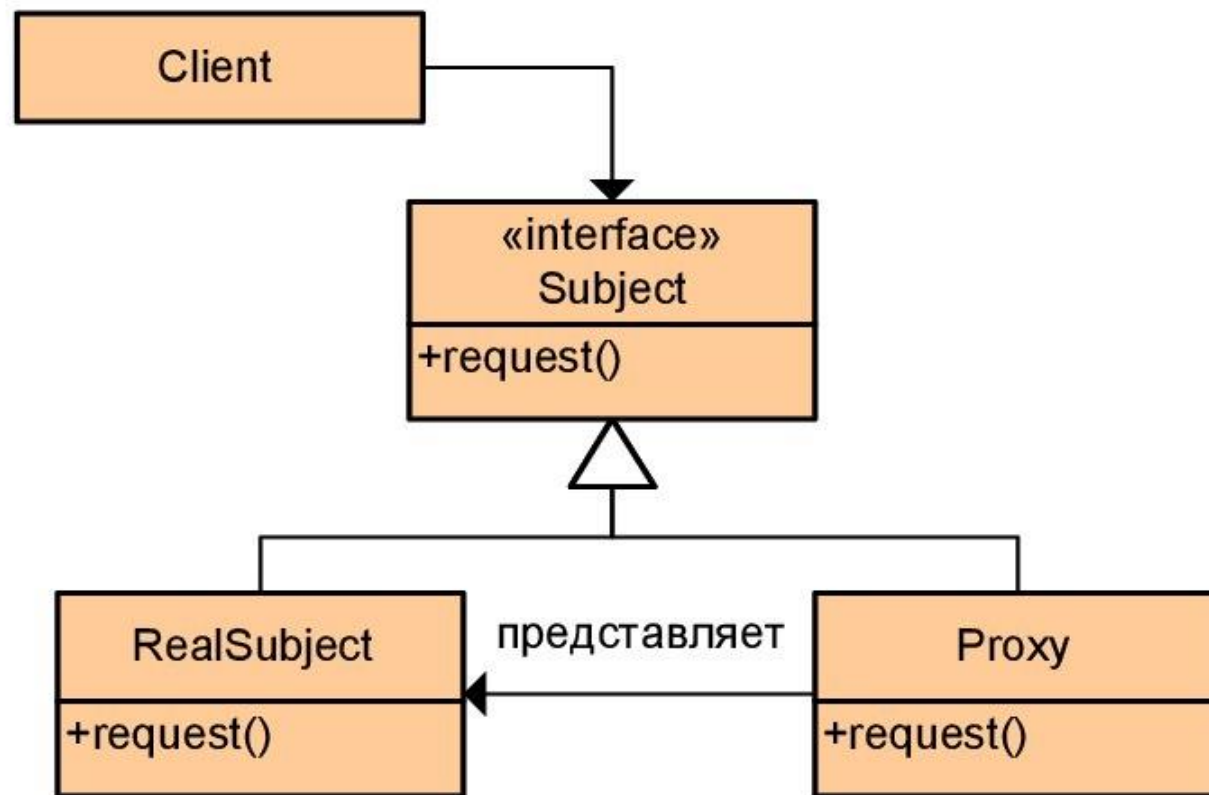 Client
«interface»
Subject
+request()
RealSubject
представляет
Proxy
+request()
+request()